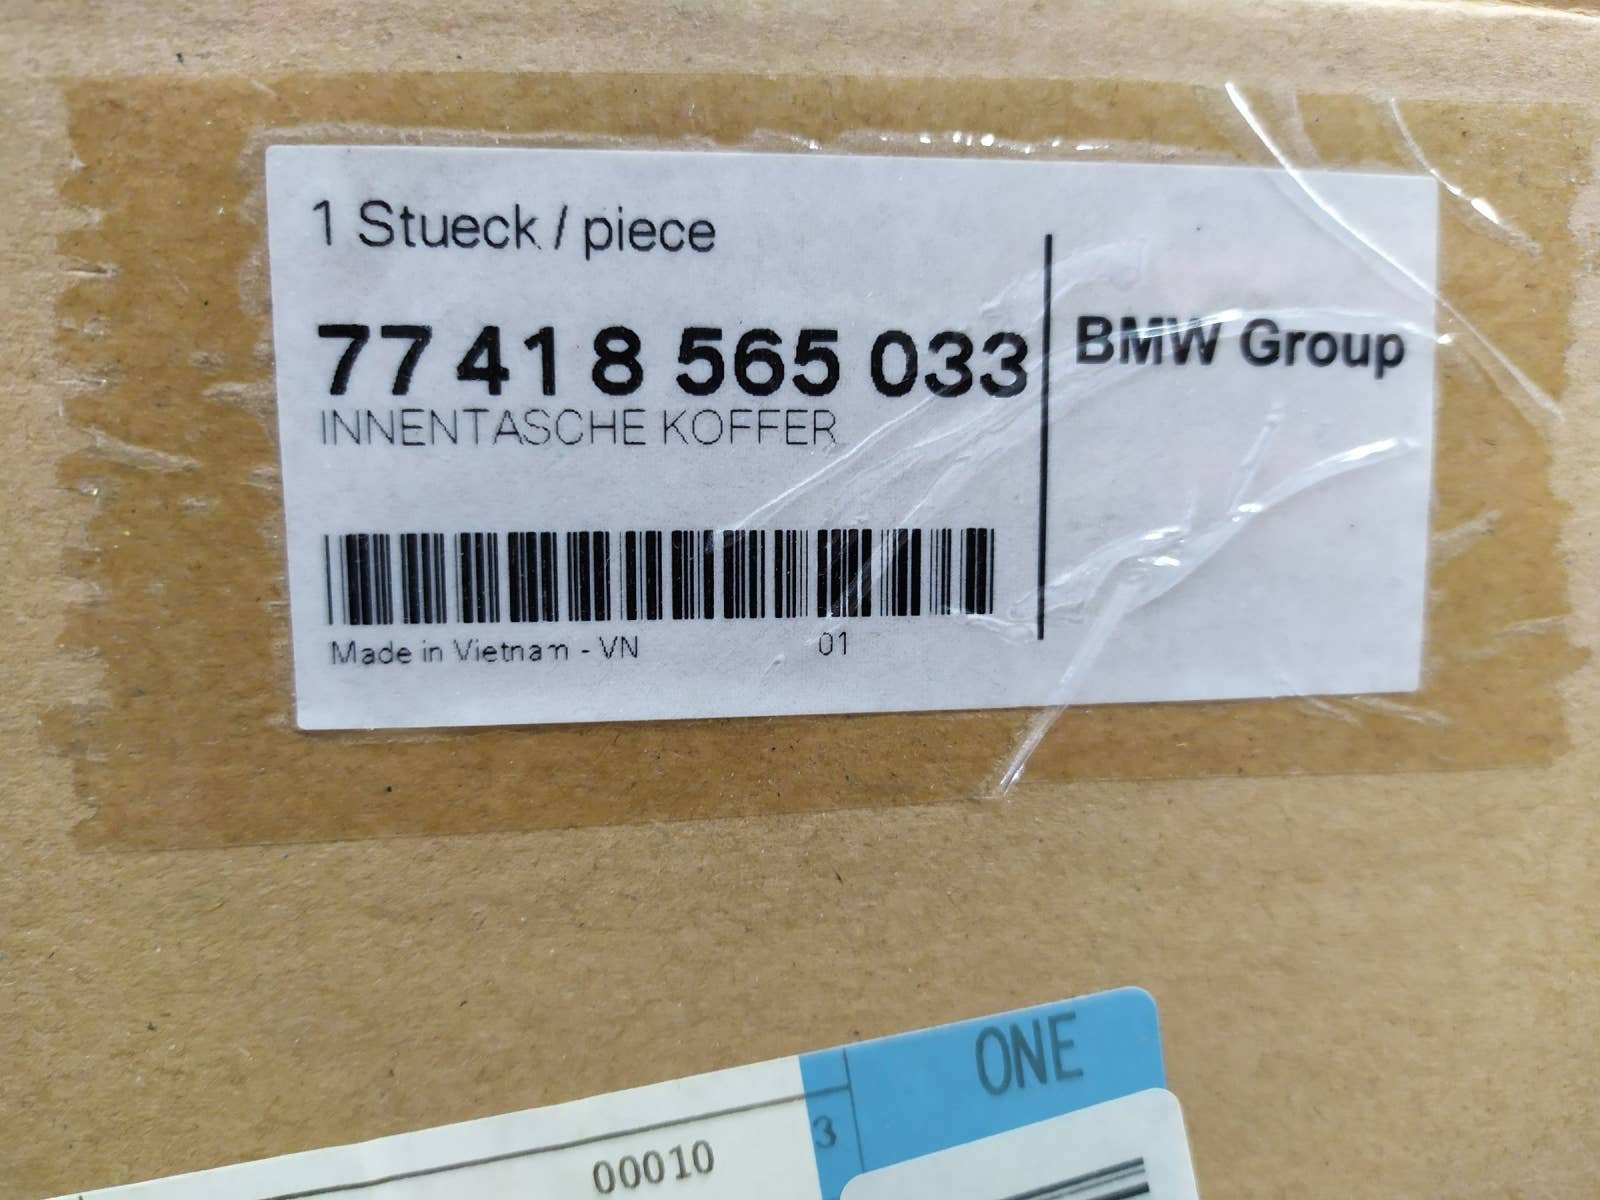 1 Stueck / piece
77 41 8 565 033
BMW Group
INNENTASCHE KOFFER
Made in Vietnam - VN 01
ONE
3
00010